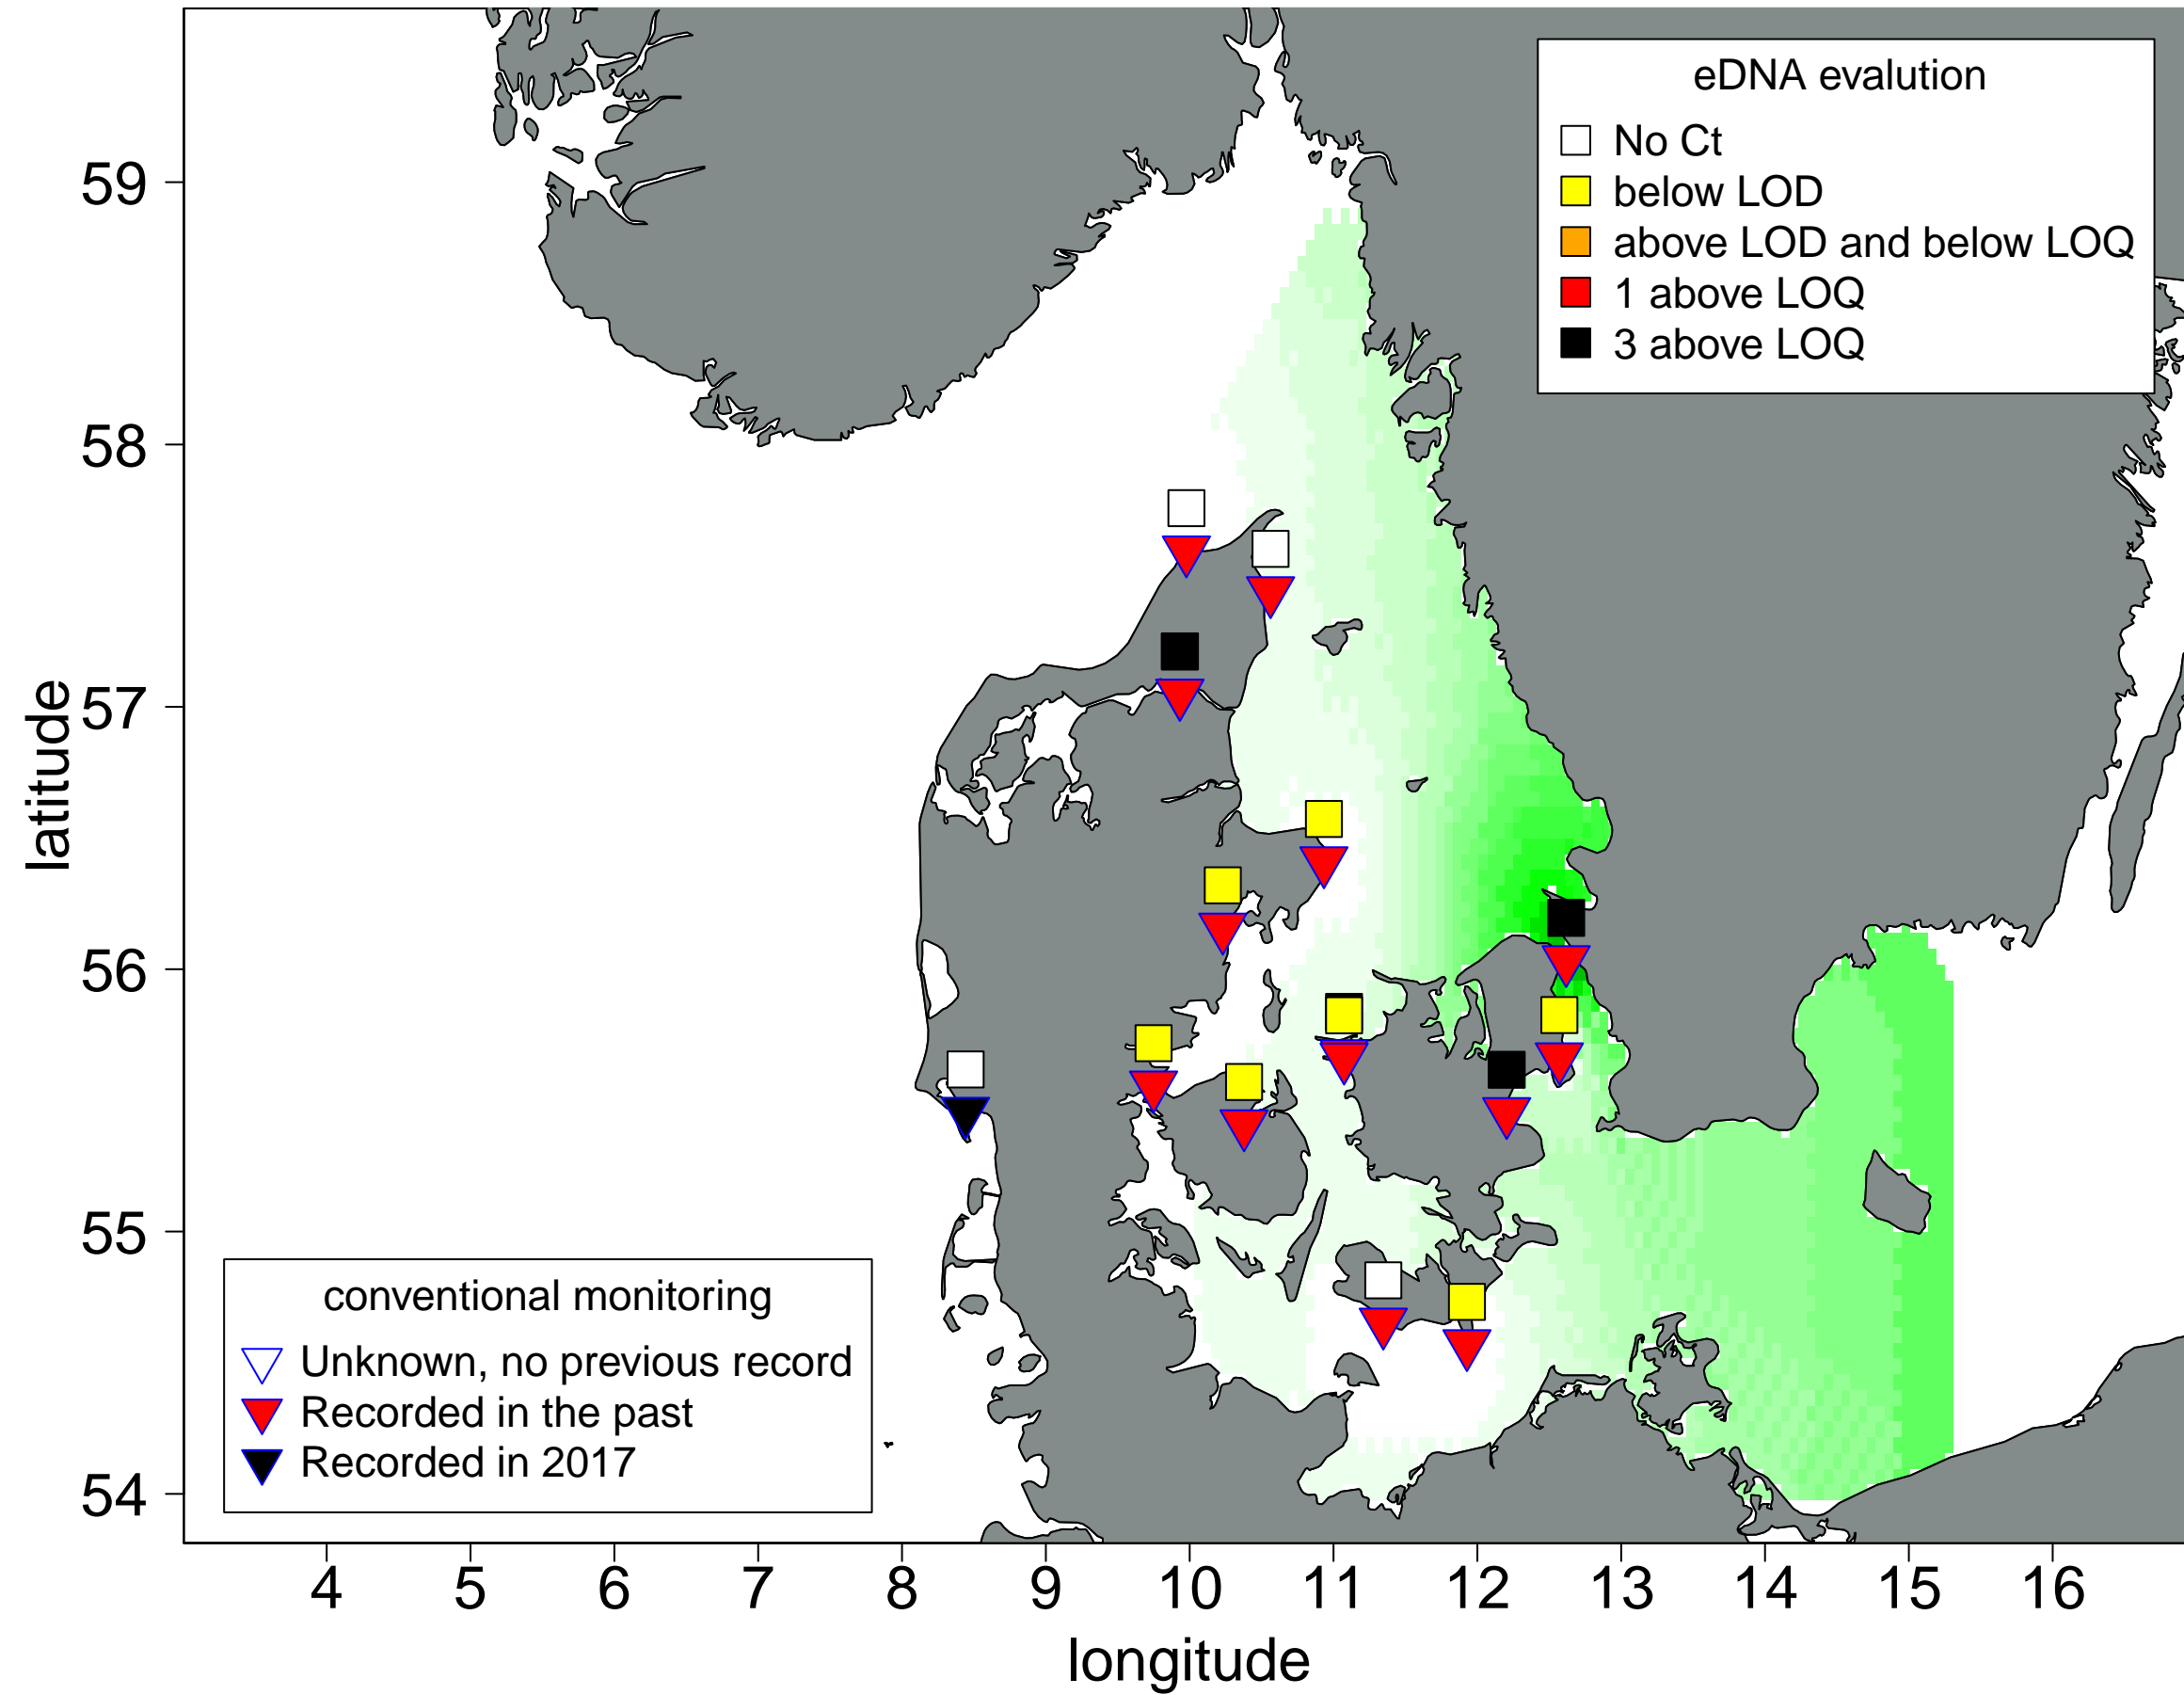 eDNA evalution
No Ct
below LOD
above LOD and below LOQ
1 above LOQ
3 above LOQ
59
58
57
56
55
54
latitude
conventional monitoring
Unknown, no previous record
Recorded in the past
Recorded in 2017
4 5 6 7 8 9 10 11 12 13 14 15 16
longitude